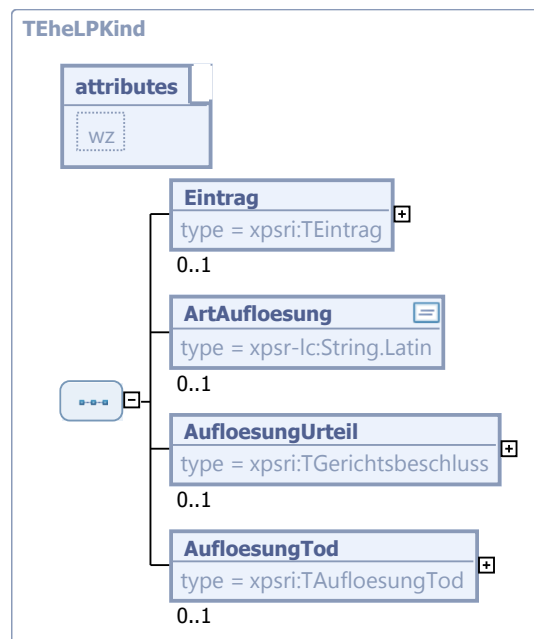 TEheLPKind
attributes
wz
Eintrag
type = xpsri:TEintrag
0..1
ArtAufloesung
type = xpsr-lc:String.Latin
0..1
AufloesungUrteil
type = xpsri:TGerichtsbeschluss
0..1
AufloesungTod
type = xpsri:TAufloesungTod
0..1